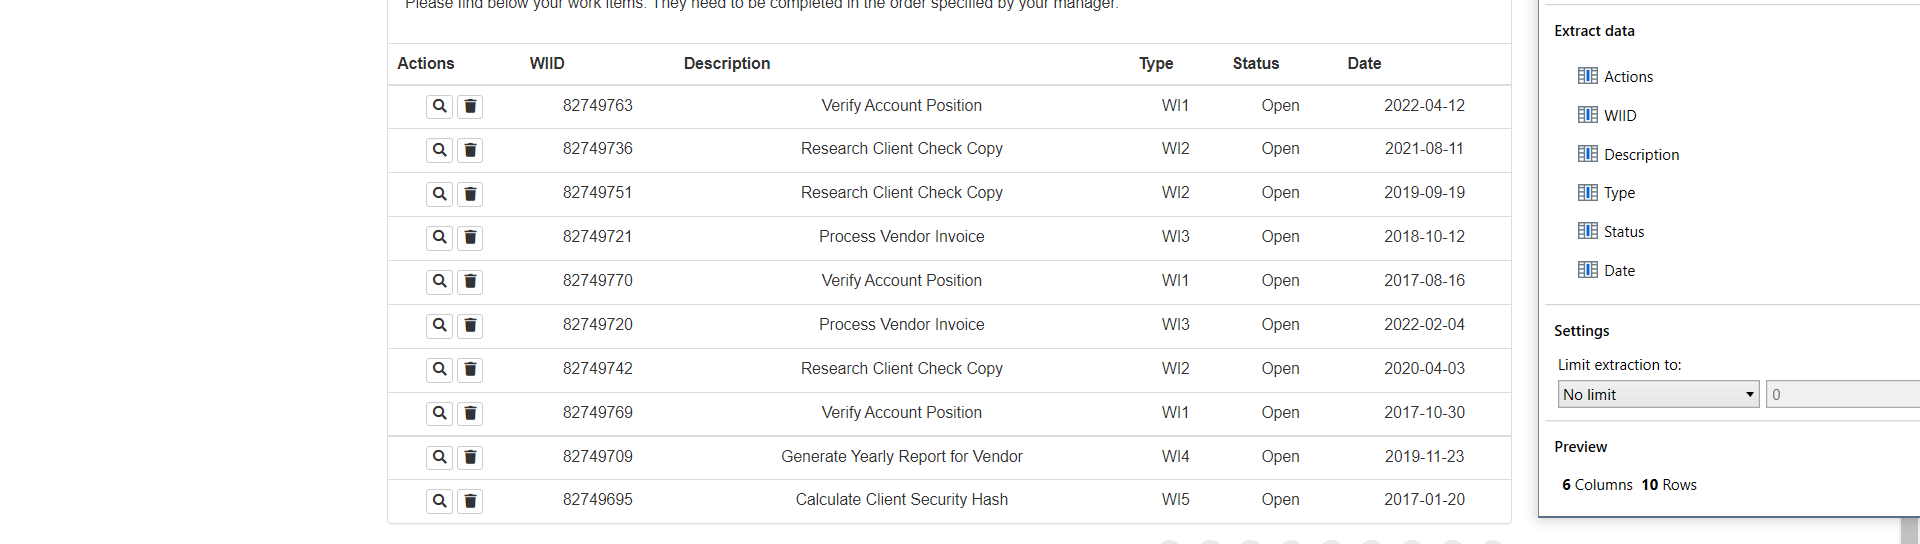 Please find below your work items. They need to be completed in the order specified by your manager.
Actions WIID Description Type Status Date
82749763 Verify Account Position WI1 Open 2022-04-12
82749736 Research Client Check Copy WI2 Open 2021-08-11
82749751 Research Client Check Copy WI2 Open 2019-09-19
82749721 Process Vendor Invoice WI3 Open 2018-10-12
82749770 Verify Account Position WI1 Open 2017-08-16
82749720 Process Vendor Invoice WI3 Open 2022-02-04
82749742 Research Client Check Copy WI2 Open 2020-04-03
82749769 Verify Account Position WI1 Open 2017-10-30
82749709 Generate Yearly Report for Vendor WI4 Open 2019-11-23
82749695 Calculate Client Security Hash WI5 Open 2017-01-20
Extract data
Actions
WIID
Description
Type
Status
Date
Settings
Limit extraction to:
No limit 0
Preview
6 Columns 10 Rows